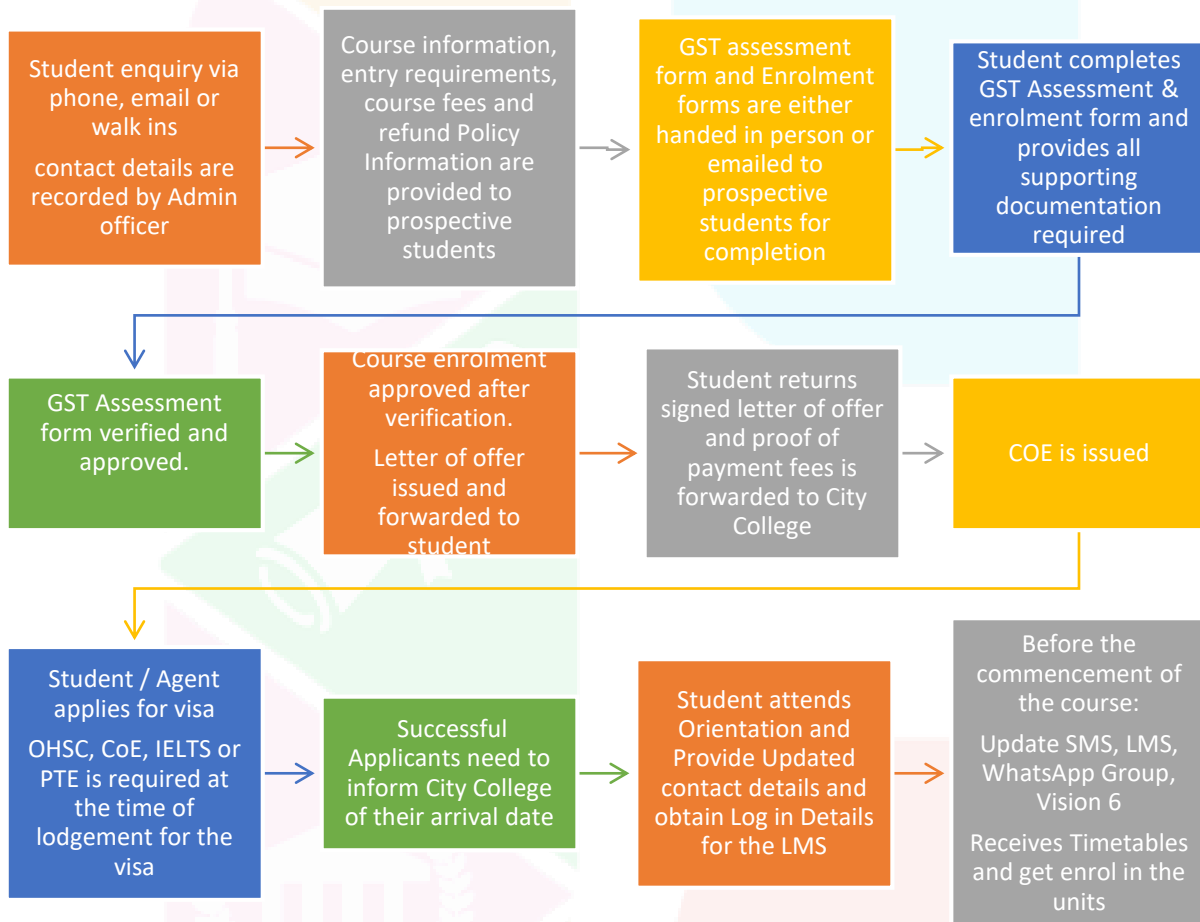 Student enquiry via
phone, email or
walk ins
contact details are
recorded by Admin
officer
Course information,
entry requirements,
course fees and
refund Policy
Information are
provided to
prospective
students
GST assessment
form and Enrolment
forms are either
handed in person or
emailed to
prospective
students for
completion
Student completes
GST Assessment &
enrolment form and
provides all
supporting
documentation
required
GST Assessment
form verified and
approved.
Course enrolment
approved after
verification.
Letter of offer
issued and
forwarded to
student
Student returns
signed letter of offer
and proof of
payment fees is
forwarded to City
College
COE is issued
Student / Agent
applies for visa
OHSC, CoE, IELTS or
PTE is required at
the time of
lodgement for the
visa
Successful
Applicants need to
inform City College
of their arrival date
Student attends
Orientation and
Provide Updated
contact details and
obtain Log in Details
for the LMS
Before the
commencement of
the course:
Update SMS, LMS,
WhatsApp Group,
Vision 6
Receives Timetables
and get enrol in the
units